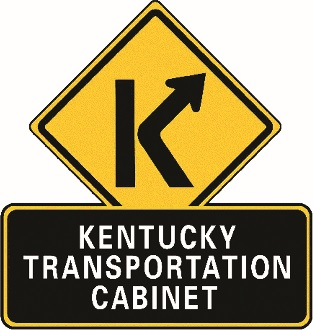 K
KENTUCKY
TRANSPORTATION
CABINET